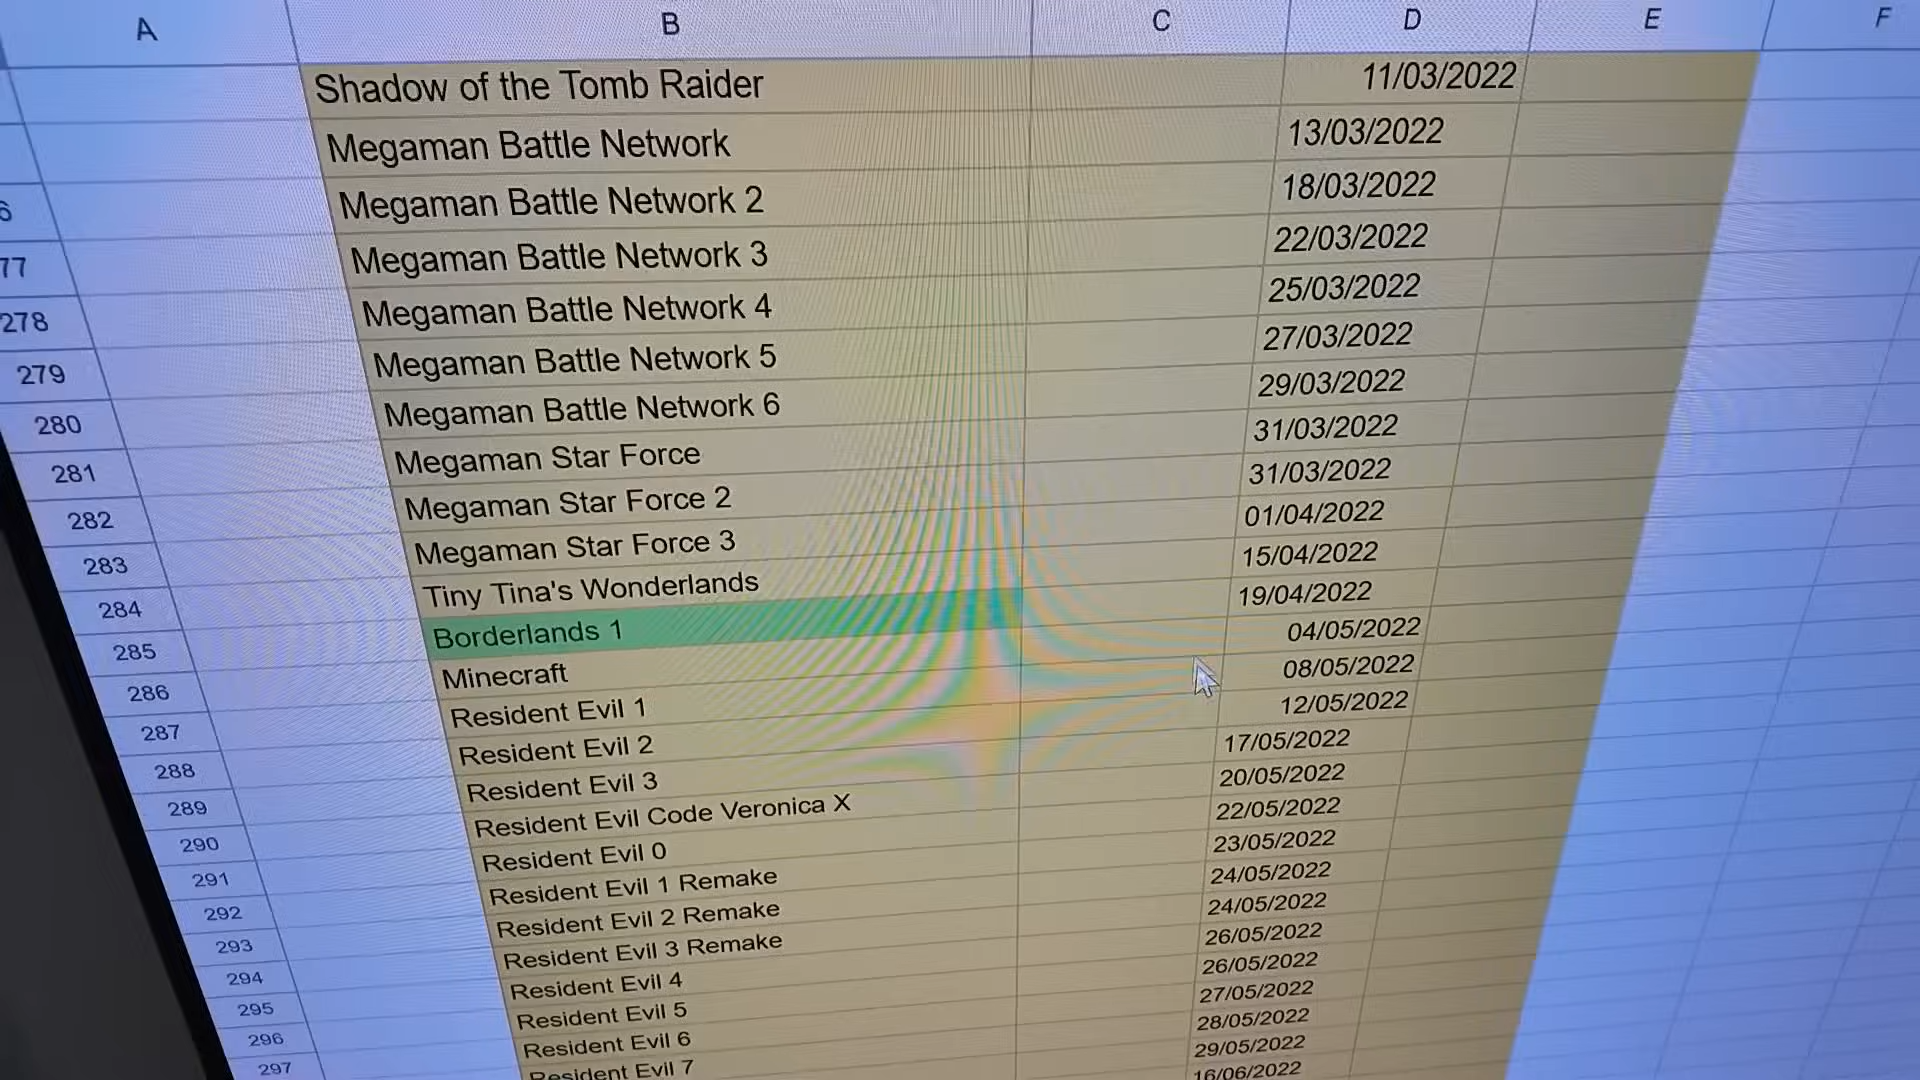 A B C D E F
Shadow of the Tomb Raider 11/03/2022
Megaman Battle Network 13/03/2022
6 Megaman Battle Network 2 18/03/2022
77 Megaman Battle Network 3 22/03/2022
278 Megaman Battle Network 4 25/03/2022
279 Megaman Battle Network 5 27/03/2022
280 Megaman Battle Network 6 29/03/2022
281 Megaman Star Force 31/03/2022
282 Megaman Star Force 2 31/03/2022
283 Megaman Star Force 3 01/04/2022
284 Tiny Tina's Wonderlands 15/04/2022
285 Borderlands 1 19/04/2022
286 Minecraft 04/05/2022
287 Resident Evil 1 08/05/2022
288 Resident Evil 2 12/05/2022
289 Resident Evil 3 17/05/2022
290 Resident Evil Code Veronica X 20/05/2022
291 Resident Evil 0 22/05/2022
292 Resident Evil 1 Remake 23/05/2022
293 Resident Evil 2 Remake 24/05/2022
294 Resident Evil 3 Remake 24/05/2022
295 Resident Evil 4 26/05/2022
296 Resident Evil 5 26/05/2022
297 Resident Evil 6 27/05/2022
Resident Evil 7 28/05/2022
29/05/2022
16/06/2022